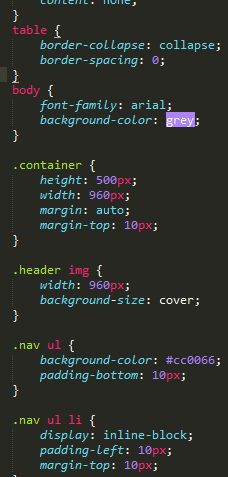 content: none;
}
table {
border-collapse: collapse;
border-spacing: 0;
}
body {
font-family: arial;
background-color: grey;
}
.container {
height: 500px;
width: 960px;
margin: auto;
margin-top: 10px;
}
.header img {
width: 960px;
background-size: cover;
}
.nav ul {
background-color: #cc0066;
padding-bottom: 10px;
}
.nav ul li {
display: inline-block;
padding-left: 10px;
margin-top: 10px;